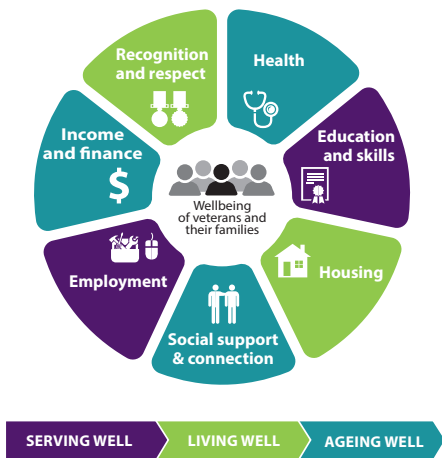 Recognition
and respect
Health
Income
and finance
$
Education
and skills
Wellbeing
of veterans and
their families
Employment
Housing
Social support
& connection
SERVING WELL
LIVING WELL
AGEING WELL